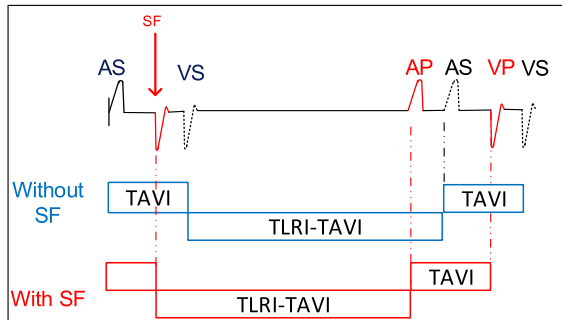 SF
AS VS AP AS VP VS
Without SF
TAVI TAVI
TLRI-TAVI
TAVI
With SF
TLRI-TAVI